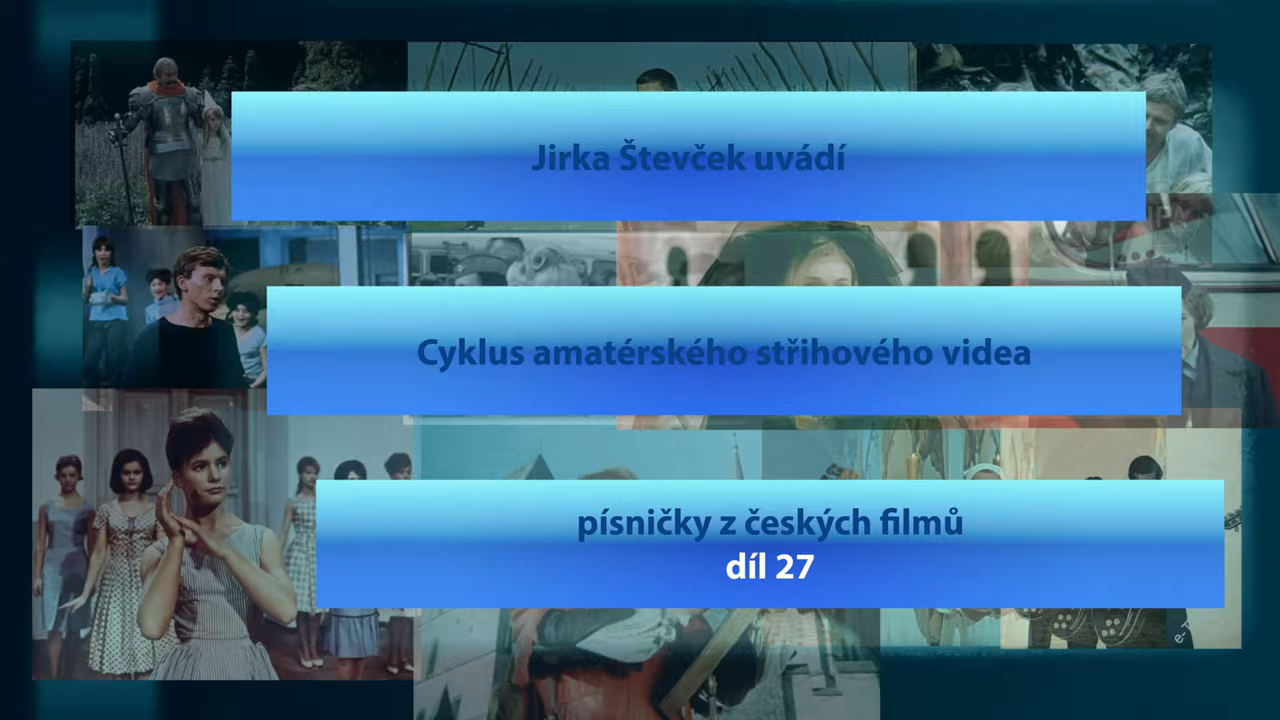 Jirka Števček uvádí
Cyklus amatérského střihového videa
písničky z českých filmů
díl 27